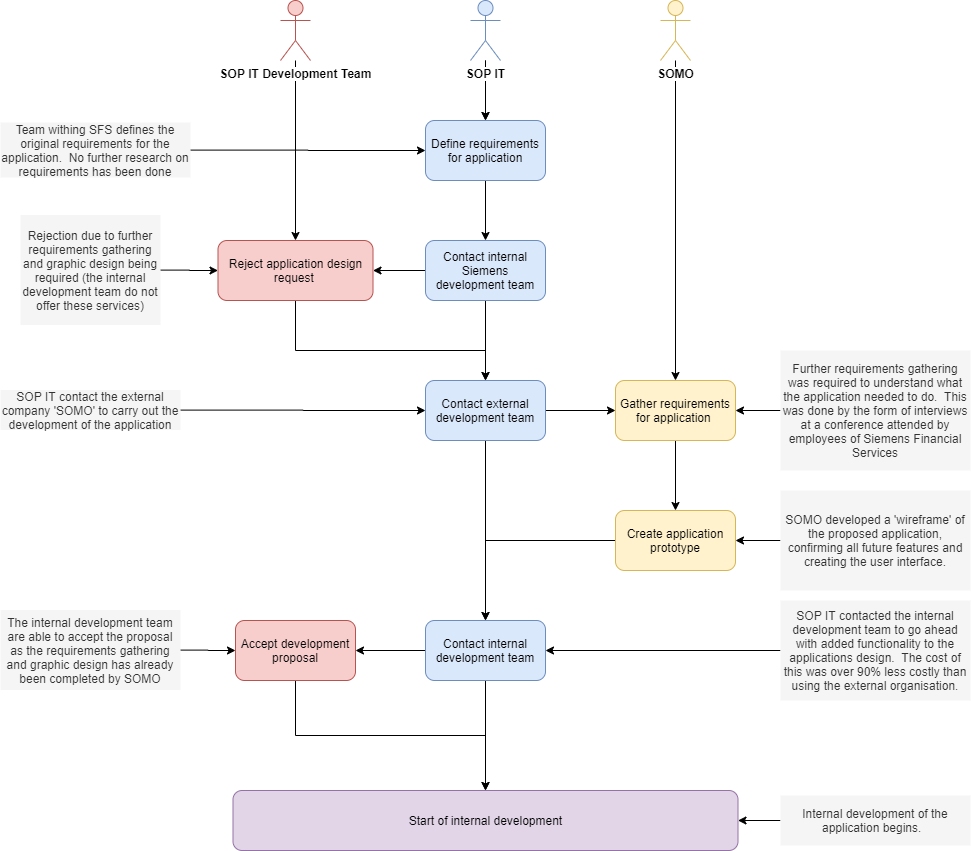 SOP IT Development Team
SOP IT
SOMO
Team withing SFS defines the
original requirements for the
application.  No further research on
requirements has been done
Define requirements
for application
Rejection due to further
requirements gathering
and graphic design being
required (the internal
development team do not
offer these services)
Reject application design
request
Contact internal
Siemens
development team
SOP IT contact the external
company 'SOMO' to carry out the
development of the application
Contact external
development team
Gather requirements
for application
Further requirements gathering
was required to understand what
the application needed to do.  This
was done by the form of interviews
at a conference attended by
employees of Siemens Financial
Services
Create application
prototype
SOMO developed a 'wireframe' of
the proposed application,
confirming all future features and
creating the user interface.
The internal development team
are able to accept the proposal
as the requirements gathering
and graphic design has already
been completed by SOMO
Accept development
proposal
Contact internal
development team
SOP IT contacted the internal
development team to go ahead
with added functionality to the
applications design.  The cost of
this was over 90% less costly than
using the external organisation.
Start of internal development
Internal development of the
application begins.